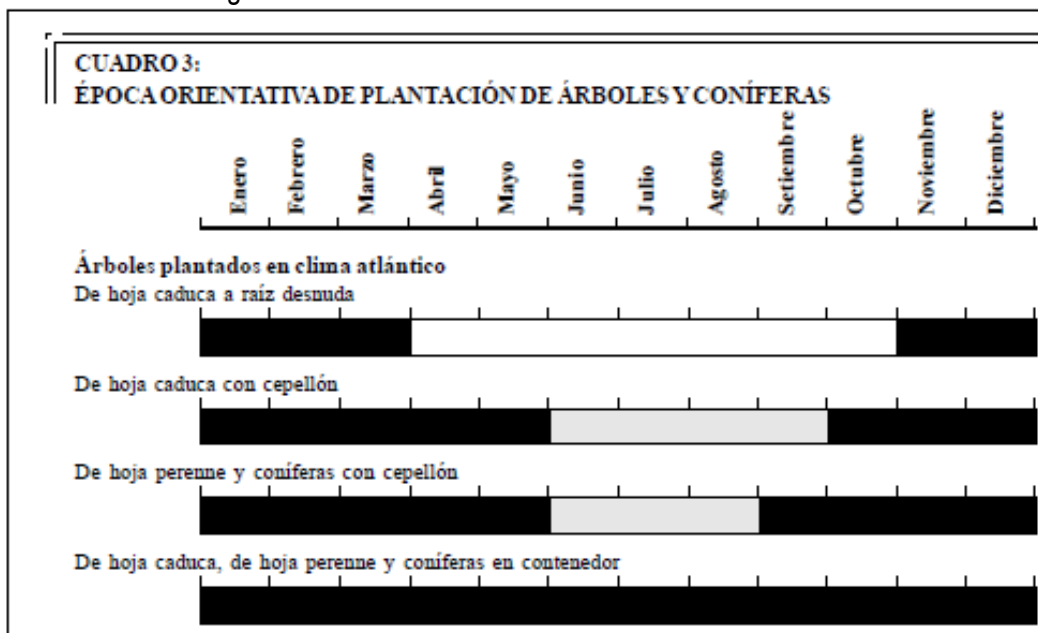 CUADRO 3:
ÉPOCA ORIENTATIVA DE PLANTACIÓN DE ÁRBOLES Y CONÍFERAS
Enero Febrero Marzo Abril Mayo Junio Julio Agosto Setiembre Octubre Noviembre Diciembre
Árboles plantados en clima atlántico
De hoja caduca a raíz desnuda
De hoja caduca con cepellón
De hoja perenne y coníferas con cepellón
De hoja caduca, de hoja perenne y coníferas en contenedor